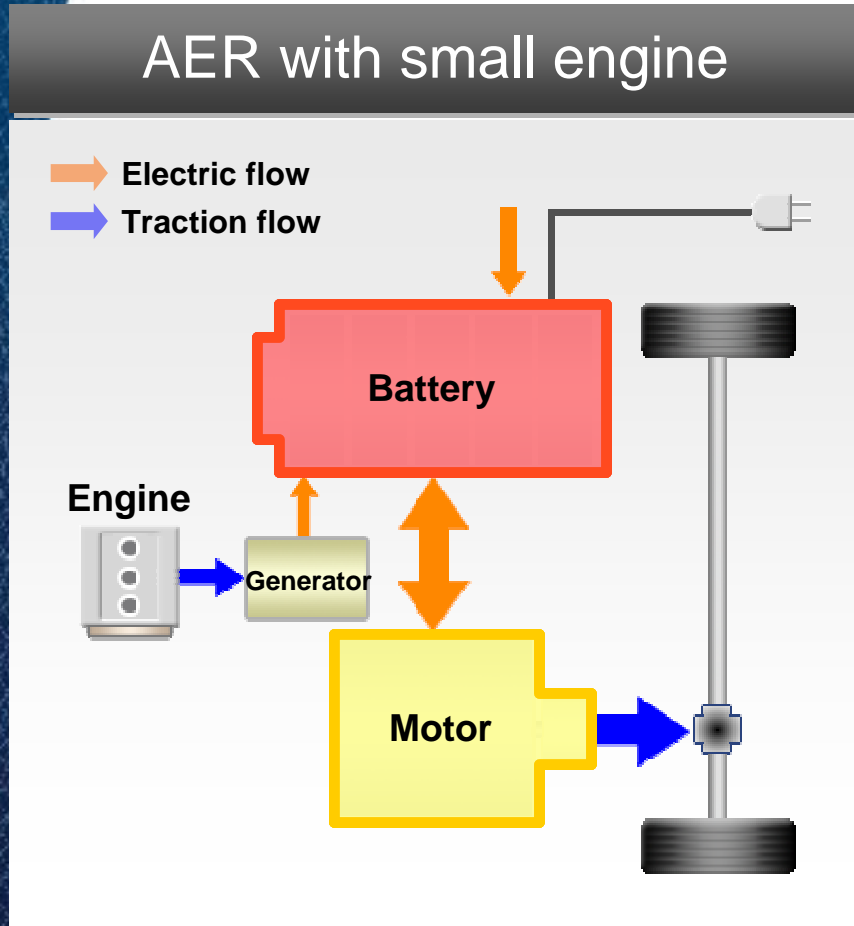 AER with small engine
Electric flow
Traction flow
Battery
Engine
Generator
Motor